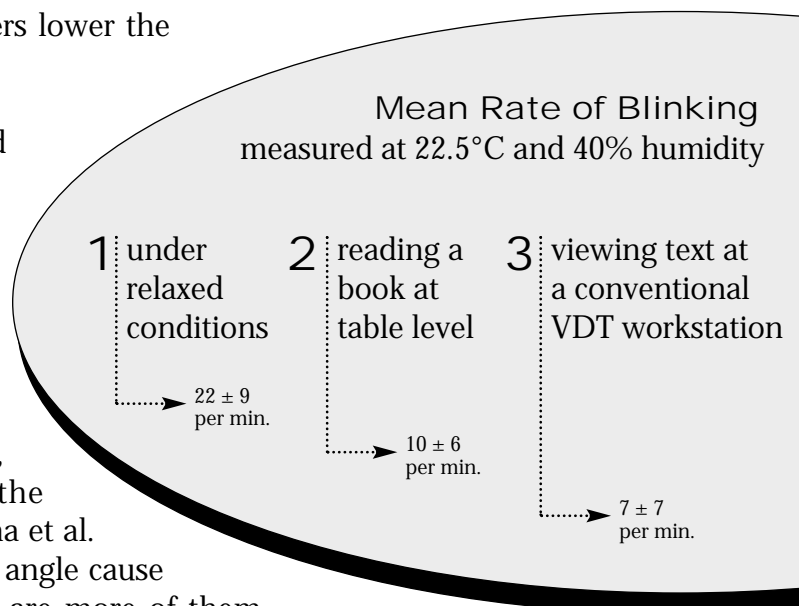 ers lower the
Mean Rate of Blinking
measured at 22.5°C and 40% humidity
1 under
relaxed
conditions
22 ± 9
per min.
2 reading a
book at
table level
10 ± 6
per min.
3 viewing text at
a conventional
VDT workstation
7 ± 7
per min.
the
na et al.
angle cause
are more of them